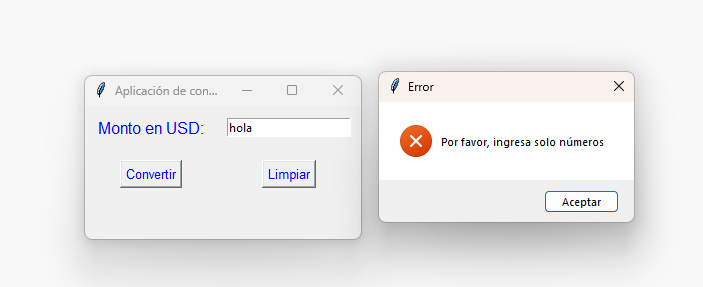 Aplicación de con...
Monto en USD:
hola
Convertir
Limpiar
Error
Por favor, ingresa solo números
Aceptar